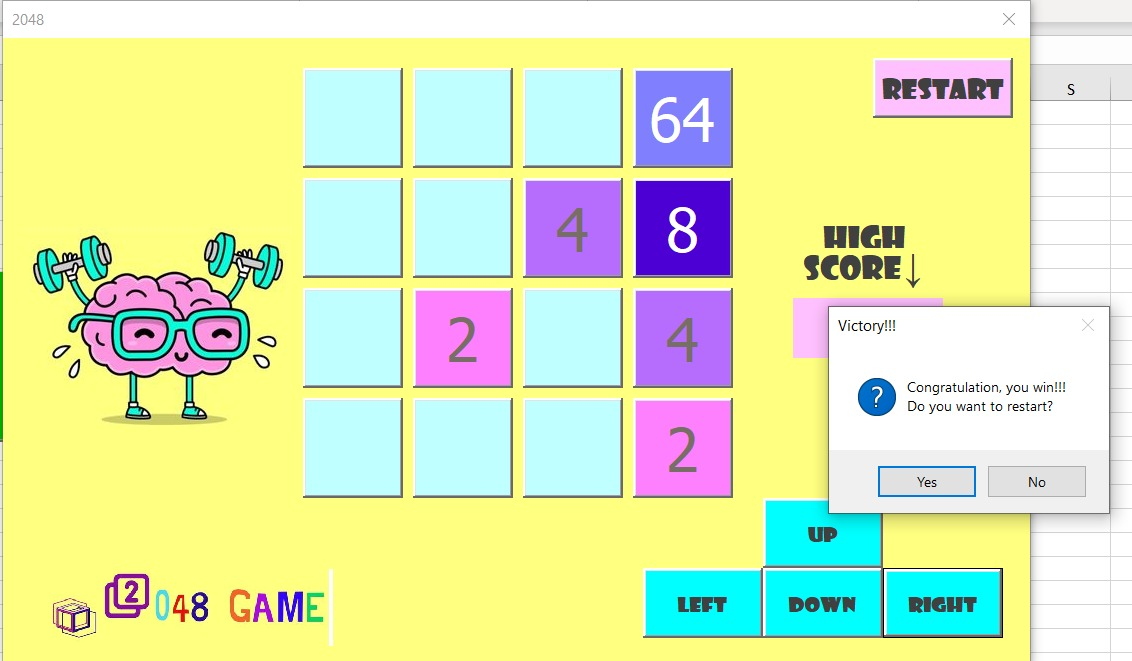 2048
RESTART
S
64
4 8
2 4
2
HIGH
SCORE↓
Victory!!!
Congratulation, you win!!!
Do you want to restart?
Yes No
UP
LEFT DOWN RIGHT
2048 GAME